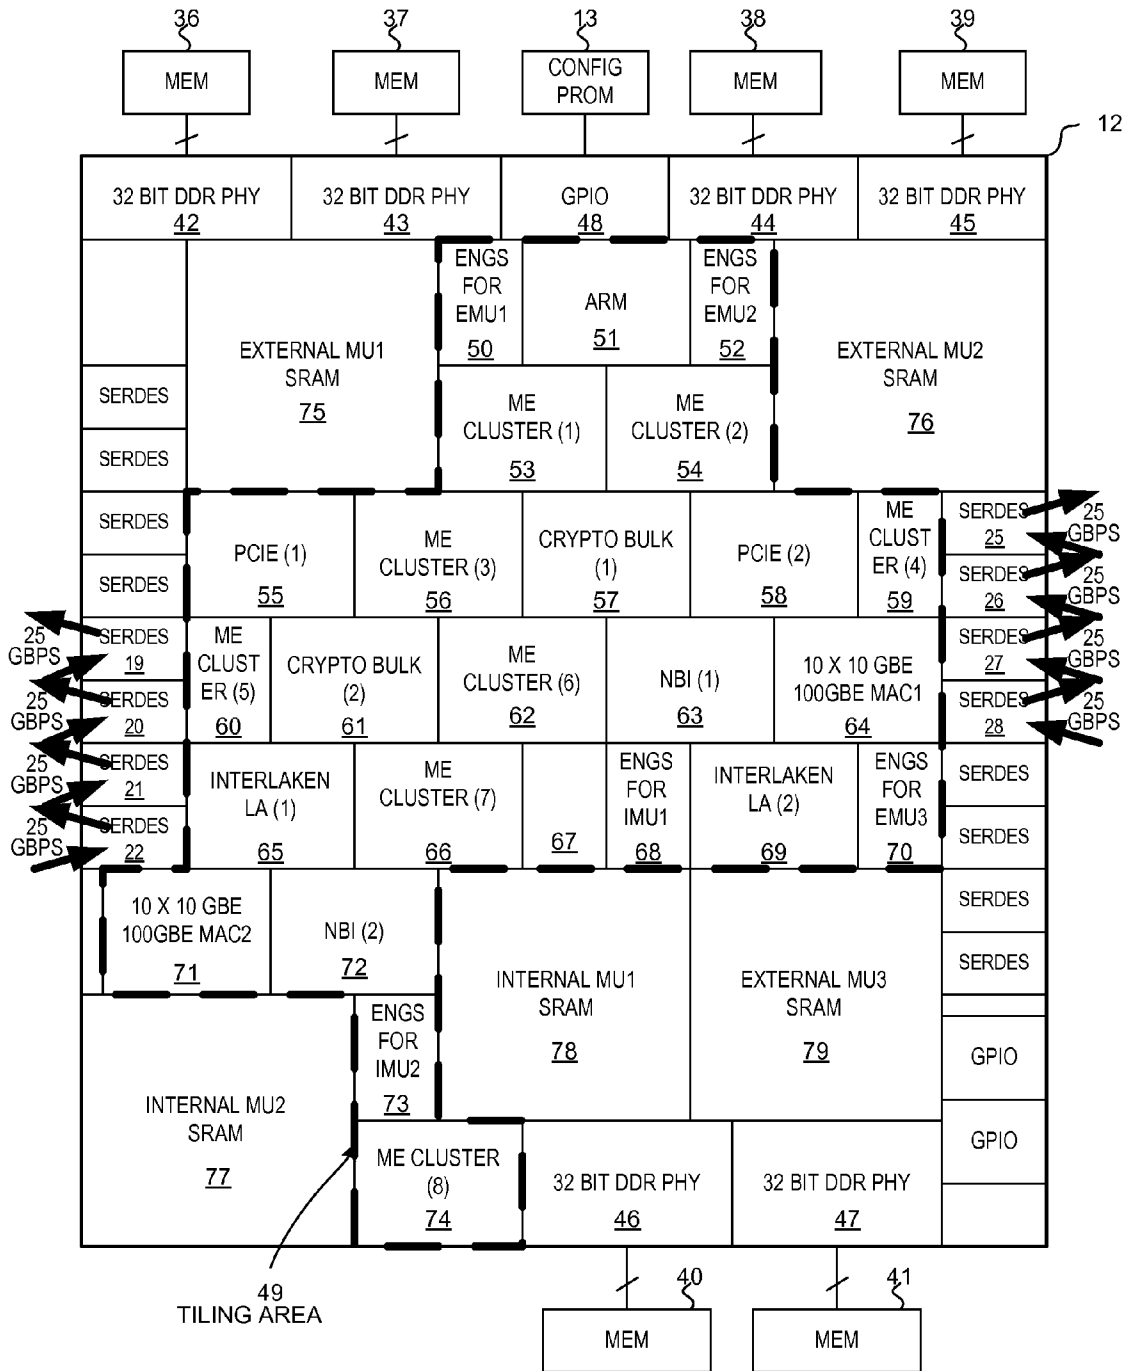 36
37
13
38
39
MEM
MEM
CONFIG
PROM
MEM
MEM
12
32 BIT DDR PHY
42
32 BIT DDR PHY
43
GPIO
48
32 BIT DDR PHY
44
32 BIT DDR PHY
45
ENGS
FOR
EMU1
50
ARM
51
ENGS
FOR
EMU2
52
EXTERNAL MU1
SRAM
75
EXTERNAL MU2
SRAM
76
SERDES
SERDES
ME
CLUSTER (1)
53
ME
CLUSTER (2)
54
SERDES
SERDES
PCIE (1)
55
ME
CLUSTER (3)
56
CRYPTO BULK
(1)
57
PCIE (2)
58
ME
CLUST
ER (4)
59
SERDES
25
25
GBPS
SERDES
26
25
GBPS
25
GBPS
SERDES
19
25
GBPS
SERDES
20
ME
CLUST
ER (5)
60
CRYPTO BULK
(2)
61
ME
CLUSTER (6)
62
NBI (1)
63
10 X 10 GBE
100GBE MAC1
64
SERDES
27
25
GBPS
SERDES
28
25
GBPS
25
GBPS
SERDES
21
25
GBPS
SERDES
22
INTERLAKEN
LA (1)
65
ME
CLUSTER (7)
66
67
ENGS
FOR
IMU1
68
INTERLAKEN
LA (2)
69
ENGS
FOR
EMU3
70
SERDES
SERDES
10 X 10 GBE
100GBE MAC2
71
NBI (2)
72
INTERNAL MU1
SRAM
78
EXTERNAL MU3
SRAM
79
SERDES
SERDES
GPIO
GPIO
INTERNAL MU2
SRAM
77
ENGS
FOR
IMU2
73
ME CLUSTER
(8)
74
32 BIT DDR PHY
46
32 BIT DDR PHY
47
49
TILING AREA
40
41
MEM
MEM